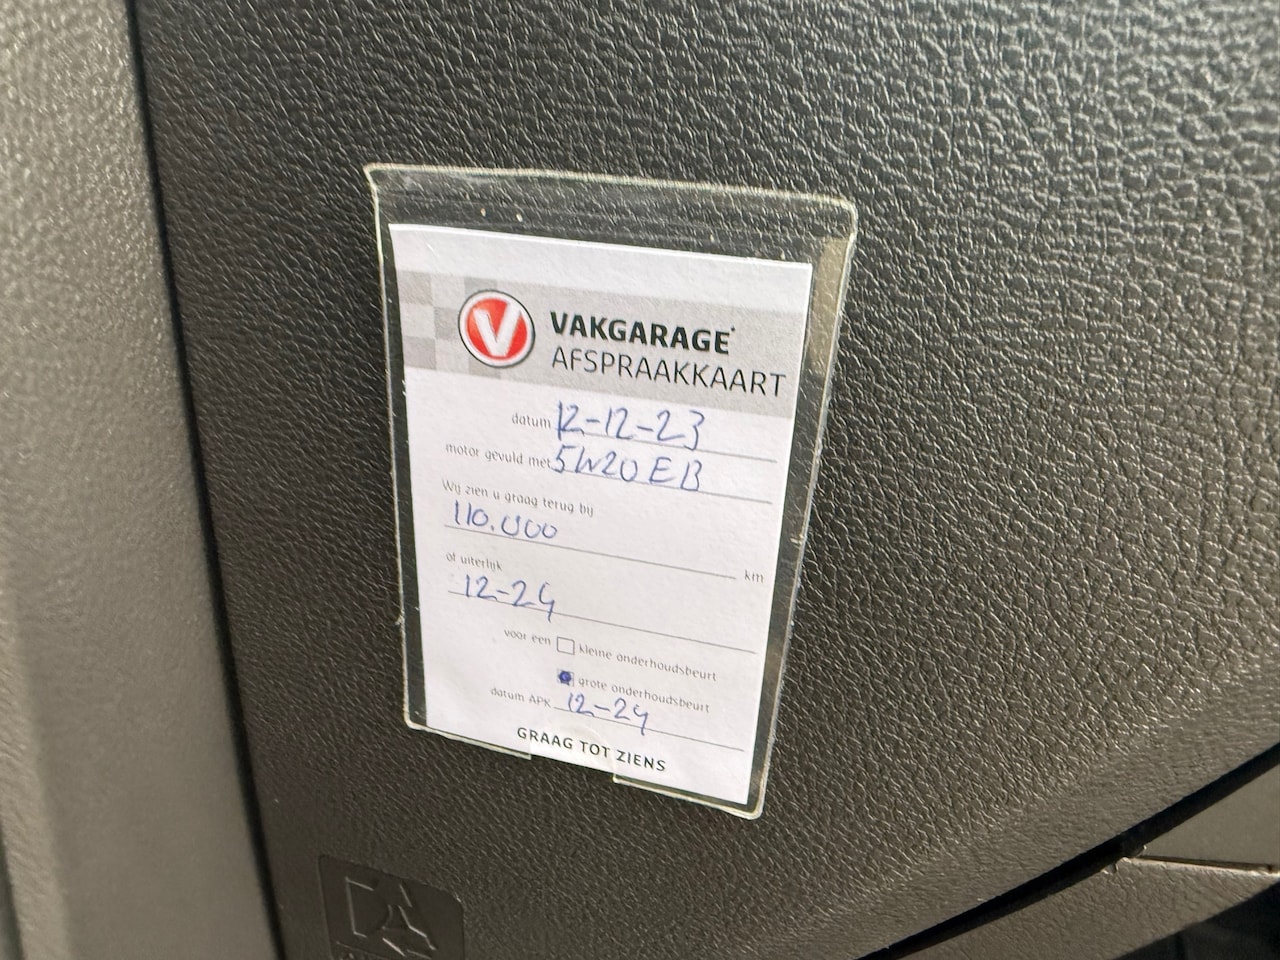 V
VAKGARAGE
AFSPRAAKKAART
datum 12-12-23
motor gevuld met 5W20 EB
Wij zien u graag terug bij
110.000 km
of uiterlijk
12-24
voor een kleine onderhoudsbeurt
grote onderhoudsbeurt
datum APK 12-24
GRAAG TOT ZIENS